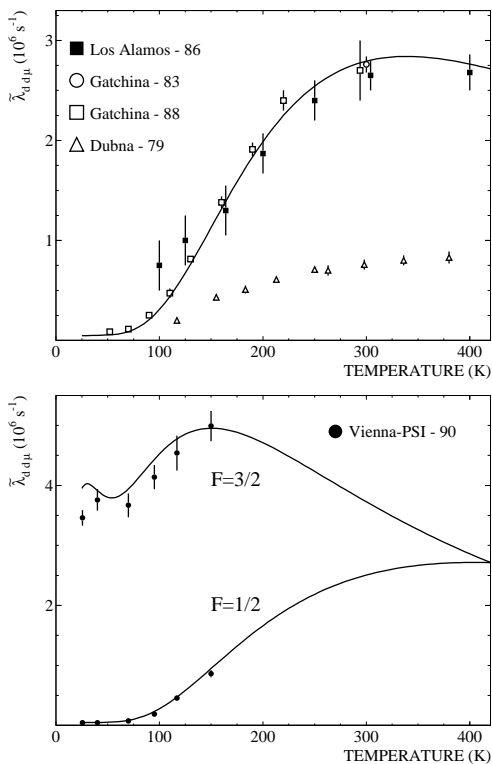 λ̃ddμ (10⁶ s⁻¹)
3
2
1
Los Alamos - 86
Gatchina - 83
Gatchina - 88
Dubna - 79
0 100 200 300 400
TEMPERATURE (K)
λ̃ddμ (10⁶ s⁻¹)
4
2
Vienna-PSI - 90
F=3/2
F=1/2
0 100 200 300 400
TEMPERATURE (K)